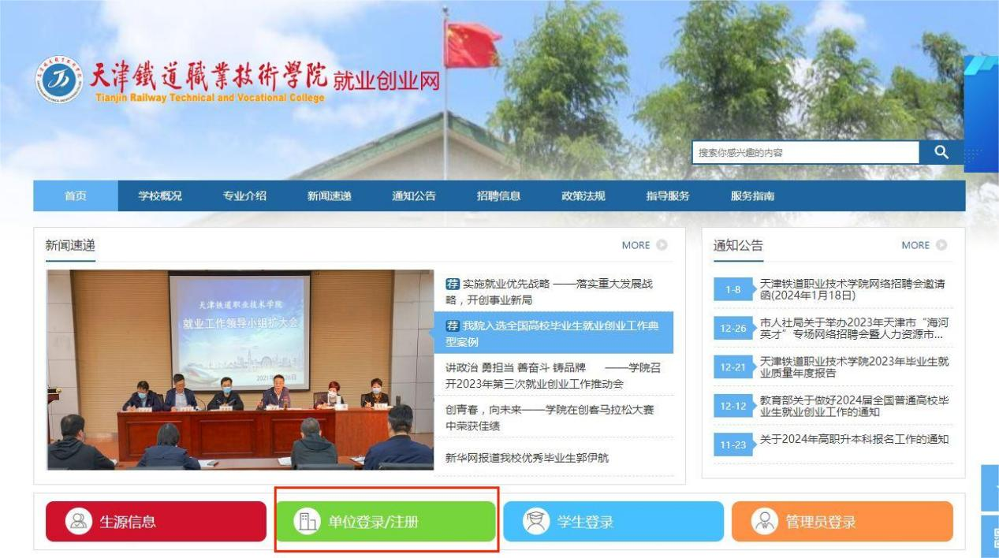 天津鐵道職業技術學院 就业创业网
Tianjin Railway Technical and Vocational College
搜索你感兴趣的内容
首页 学校概况 专业介绍 新闻速递 通知公告 招聘信息 政策法规 指导服务 服务指南
新闻速递 MORE
天津铁道职业技术学院
就业工作领导小组扩大会
荐 实施就业优先战略 ——落实重大发展战
略，开创事业新局
荐 我院入选全国高校毕业生就业创业工作典
型案例
讲政治 勇担当 善奋斗 铸品牌 ——学院召
开2023年第三次就业创业工作推动会
创青春，向未来——学院在创客马拉松大赛
中荣获佳绩
新华网报道我校优秀毕业生郭伊航
通知公告 MORE
1-8
天津铁道职业技术学院网络招聘会邀请
函(2024年1月18日)
12-26
市人社局关于举办2023年天津市“海河
英才”专场网络招聘会暨人力资源市...
12-21
天津铁道职业技术学院2023年毕业生就
业质量年度报告
12-12
教育部关于做好2024届全国普通高校毕
业生就业创业工作的通知
11-23
关于2024年高职升本科报名工作的通知
生源信息 单位登录/注册 学生登录 管理员登录